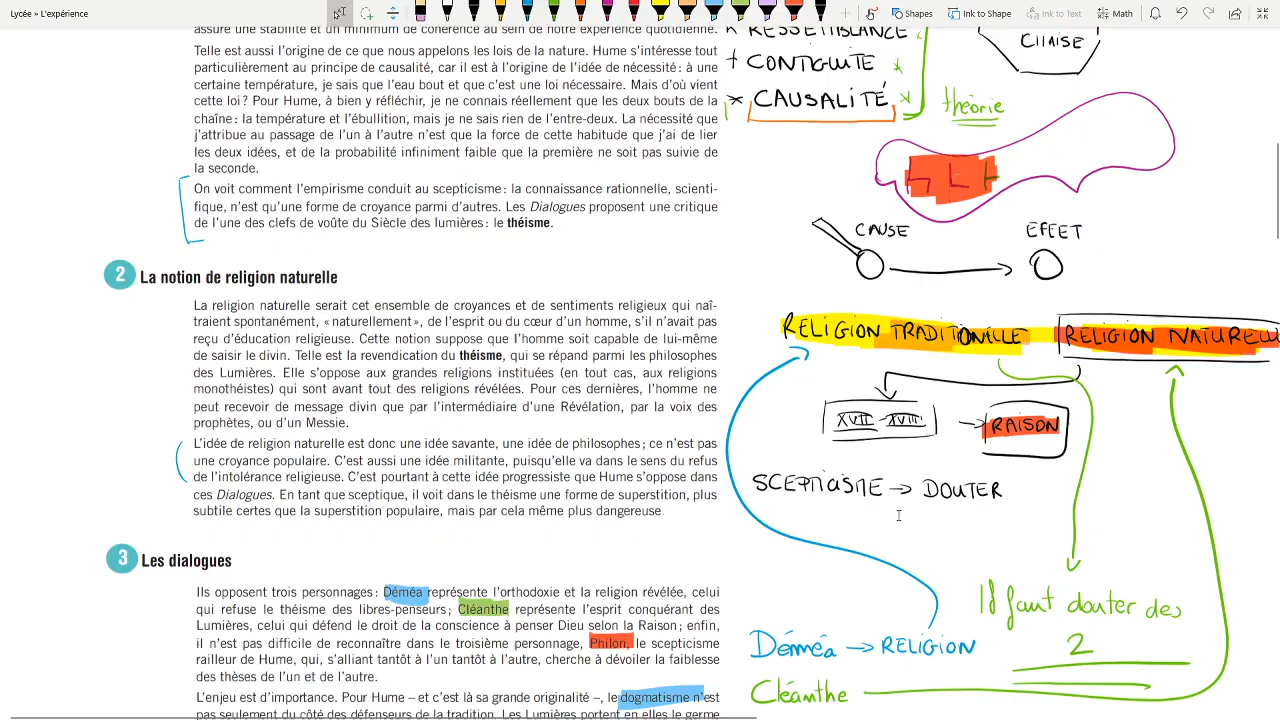 Lycée » L'expérience
Shapes
Ink to Shape
Ink to Text
Math
assure une stabilité et un minimum de cohérence au sein de notre expérience quotidienne.
Telle est aussi l'origine de ce que nous appelons les lois de la nature. Hume s'intéresse tout
particulièrement au principe de causalité, car il est à l'origine de l'idée de nécessité : à une
certaine température, je sais que l'eau bout et que c'est une loi nécessaire. Mais d'où vient
cette loi ? Pour Hume, à bien y réfléchir, je ne connais réellement que les deux bouts de la
chaîne : la température et l'ébullition, mais je ne sais rien de l'entre-deux. La nécessité que
j'attribue au passage de l'un à l'autre n'est que la force de cette habitude que j'ai de lier
les deux idées, et de la probabilité infiniment faible que la première ne soit pas suivie de
la seconde.
On voit comment l'empirisme conduit au scepticisme : la connaissance rationnelle, scienti-
fique, n'est qu'une forme de croyance parmi d'autres. Les Dialogues proposent une critique
de l'une des clefs de voûte du Siècle des lumières : le théisme.
2 La notion de religion naturelle
La religion naturelle serait cet ensemble de croyances et de sentiments religieux qui naî-
traient spontanément, « naturellement », de l'esprit ou du cœur d'un homme, s'il n'avait pas
reçu d'éducation religieuse. Cette notion suppose que l'homme soit capable de lui-même
de saisir le divin. Telle est la revendication du théisme, qui se répand parmi les philosophes
des Lumières. Elle s'oppose aux grandes religions instituées (en tout cas, aux religions
monothéistes) qui sont avant tout des religions révélées. Pour ces dernières, l'homme ne
peut recevoir de message divin que par l'intermédiaire d'une Révélation, par la voix des
prophètes, ou d'un Messie.
L'idée de religion naturelle est donc une idée savante, une idée de philosophes ; ce n'est pas
une croyance populaire. C'est aussi une idée militante, puisqu'elle va dans le sens du refus
de l'intolérance religieuse. C'est pourtant à cette idée progressiste que Hume s'oppose dans
ces Dialogues. En tant que sceptique, il voit dans le théisme une forme de superstition, plus
subtile certes que la superstition populaire, mais par cela même plus dangereuse.
3 Les dialogues
Ils opposent trois personnages : Déméa représente l'orthodoxie et la religion révélée, celui
qui refuse le théisme des libres-penseurs ; Cléanthe représente l'esprit conquérant des
Lumières, celui qui défend le droit de la conscience à penser Dieu selon la Raison ; enfin,
il n'est pas difficile de reconnaître dans le troisième personnage, Philon, le scepticisme
railleur de Hume, qui, s'alliant tantôt à l'un tantôt à l'autre, cherche à dévoiler la faiblesse
des thèses de l'un et de l'autre.
L'enjeu est d'importance. Pour Hume – et c'est là sa grande originalité –, le dogmatisme n'est
pas seulement du côté des défenseurs de la tradition. Les Lumières portent en elles le germe
RESSEMBLANCE
+ CONTIGUITÉ
* CAUSALITÉ
théorie
CHAISE
CAUSE
EFFET
RELIGION TRADITIONELLE
RELIGION NATURELLE
XVII - XVIII → RAISON
SCEPTICISME → DOUTER
Il faut douter des
2
Déméa → RELIGION
Cléanthe